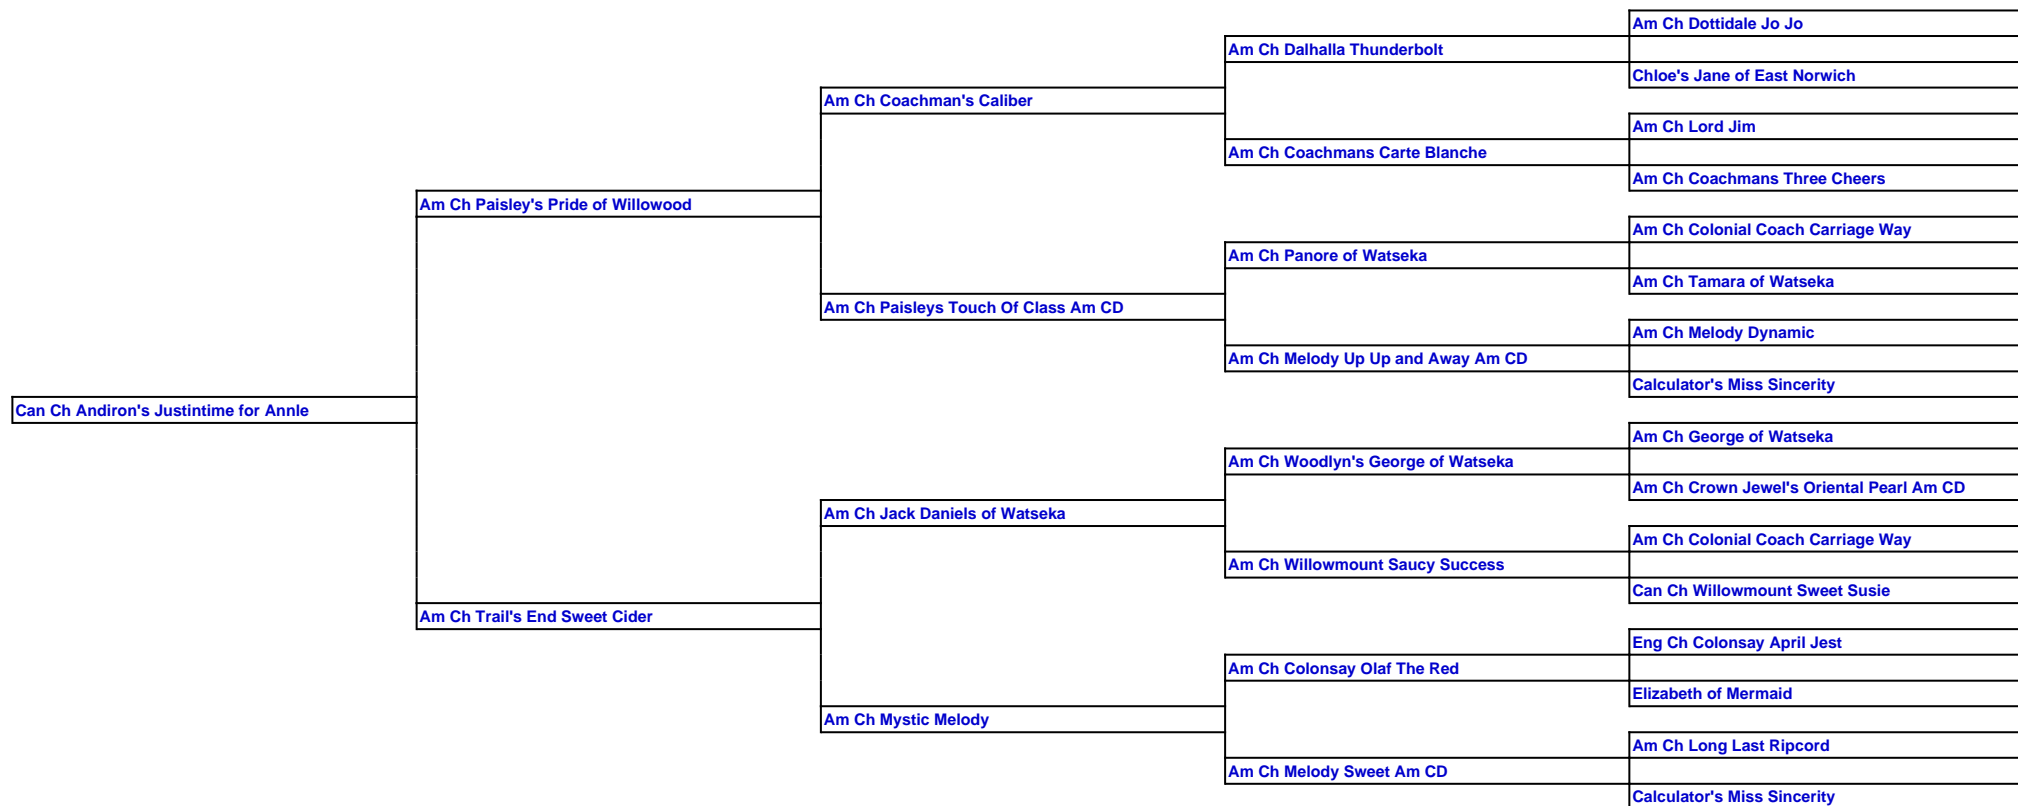 Am Ch Dottidale Jo Jo
Am Ch Dalhalla Thunderbolt
Chloe's Jane of East Norwich
Am Ch Coachman's Caliber
Am Ch Lord Jim
Am Ch Coachmans Carte Blanche
Am Ch Coachmans Three Cheers
Am Ch Paisley's Pride of Willowood
Am Ch Colonial Coach Carriage Way
Am Ch Panore of Watseka
Am Ch Tamara of Watseka
Am Ch Paisleys Touch Of Class Am CD
Am Ch Melody Dynamic
Am Ch Melody Up Up and Away Am CD
Calculator's Miss Sincerity
Can Ch Andiron's Justintime for Annle
Am Ch George of Watseka
Am Ch Woodlyn's George of Watseka
Am Ch Crown Jewel's Oriental Pearl Am CD
Am Ch Jack Daniels of Watseka
Am Ch Colonial Coach Carriage Way
Am Ch Willowmount Saucy Success
Can Ch Willowmount Sweet Susie
Am Ch Trail's End Sweet Cider
Eng Ch Colonsay April Jest
Am Ch Colonsay Olaf The Red
Elizabeth of Mermaid
Am Ch Mystic Melody
Am Ch Long Last Ripcord
Am Ch Melody Sweet Am CD
Calculator's Miss Sincerity